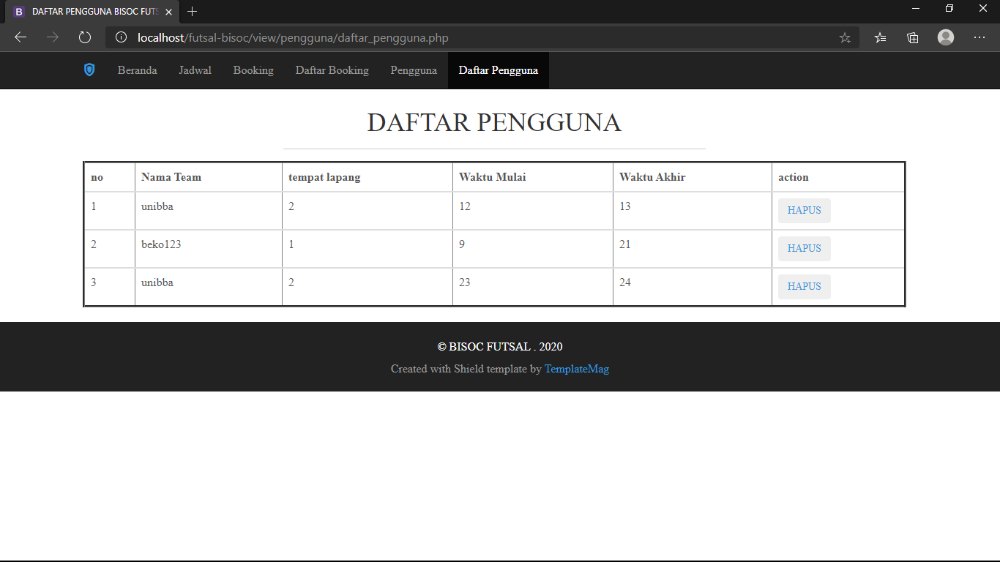 B DAFTAR PENGGUNA BISOC FUTS
localhost/futsal-bisoc/view/pengguna/daftar_pengguna.php
Beranda Jadwal Booking Daftar Booking Pengguna Daftar Pengguna
DAFTAR PENGGUNA
no Nama Team tempat lapang Waktu Mulai Waktu Akhir action
1 unibba 2 12 13 HAPUS
2 beko123 1 9 21 HAPUS
3 unibba 2 23 24 HAPUS
© BISOC FUTSAL . 2020
Created with Shield template by TemplateMag